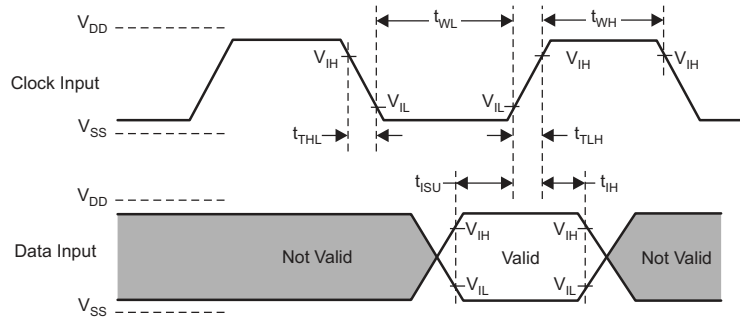 V_DD
t_WL
t_WH
V_IH
V_IH
V_IH
Clock Input
V_IL
V_IL
V_SS
t_THL
t_TLH
t_ISU
t_IH
V_DD
V_IH
V_IH
Data Input
Not Valid
Valid
Not Valid
V_IL
V_IL
V_SS